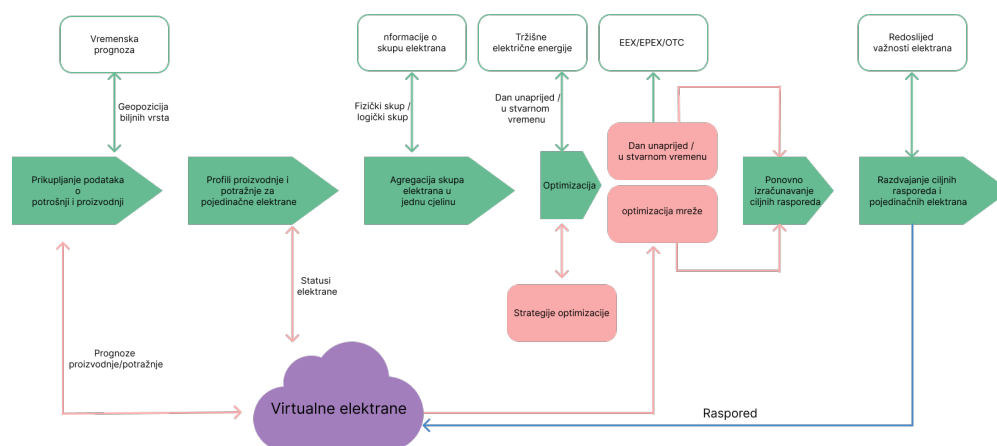 Vremenska
prognoza
nformacije o
skupu elektrana
Tržišne
električne energije
EEX/EPEX/OTC
Redoslijed
važnosti elektrana
Geopozicija
biljnih vrsta
Fizički skup /
logički skup
Dan unaprijed /
u stvarnom
vremenu
Prikupljanje podataka
o
potrošnji i proizvodnji
Profili proizvodnje i
potražnje za
pojedinačne elektrane
Agregacija skupa
elektrana u
jednu cjelinu
Optimizacija
Dan unaprijed /
u stvarnom vremenu
optimizacija mreže
Ponovno
izračunavanje
ciljnih rasporeda
Razdvajanje ciljnih
rasporeda i
pojedinačnih elektrana
Statusi
elektrane
Strategije optimizacije
Prognoze
proizvodnje/potražnje
Virtualne elektrane
Raspored